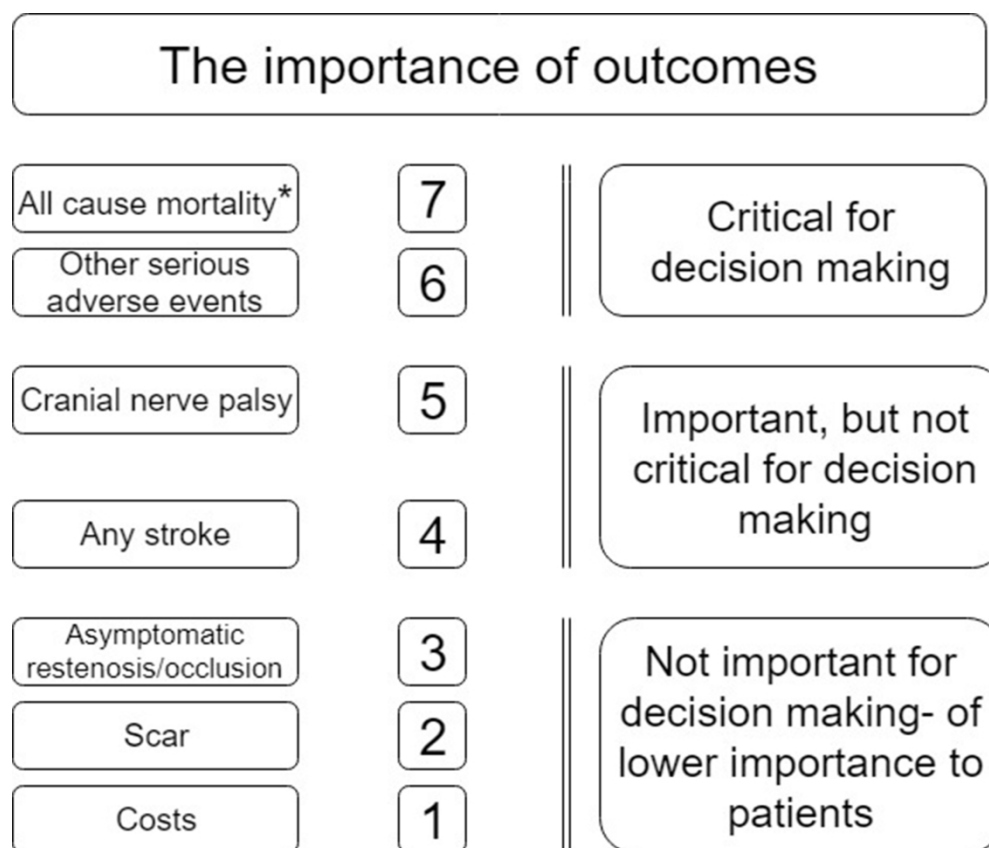 The importance of outcomes
All cause mortality*
7
Other serious
adverse events
6
Critical for
decision making
Cranial nerve palsy
5
Any stroke
4
Important, but not
critical for decision
making
Asymptomatic
restenosis/occlusion
3
Scar
2
Costs
1
Not important for
decision making- of
lower importance to
patients